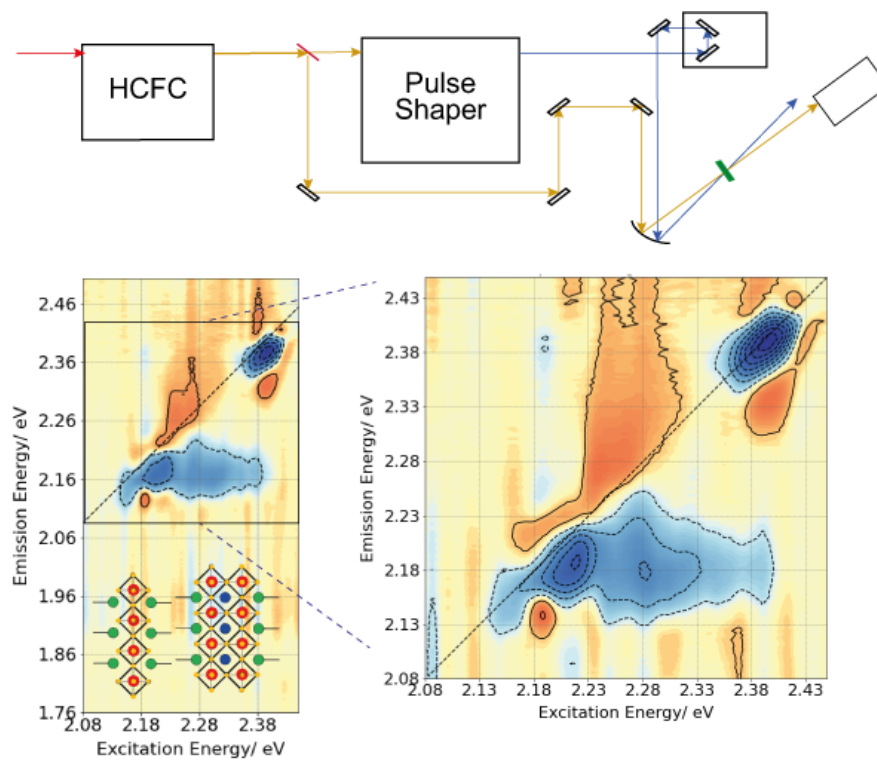 HCFC
Pulse
Shaper
2.46
2.36
2.26
2.16
2.06
1.96
1.86
1.76
Emission Energy/ eV
2.08 2.18 2.28 2.38
Excitation Energy/ eV
2.43
2.38
2.33
2.28
2.23
2.18
2.13
2.08
Emission Energy/ eV
2.08 2.13 2.18 2.23 2.28 2.33 2.38 2.43
Excitation Energy/ eV